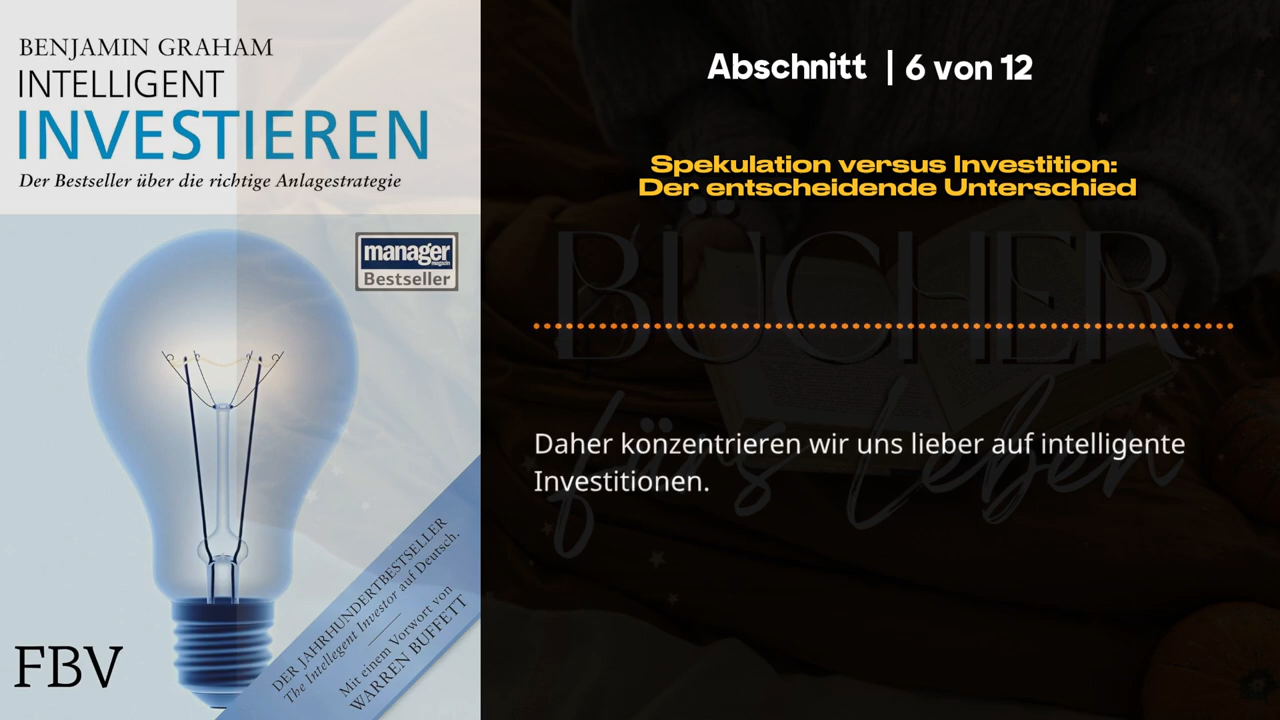 BENJAMIN GRAHAM
INTELLIGENT
INVESTIEREN
Der Bestseller über die richtige Anlagestrategie
manager
magazin
Bestseller
DER JAHRHUNDERTBESTSELLER
The Intellegent Investor auf Deutsch.
Mit einem Vorwort von
WARREN BUFFETT
FBV
Abschnitt | 6 von 12
Spekulation versus Investition:
Der entscheidende Unterschied
BÜCHER
fürs Leben
Daher konzentrieren wir uns lieber auf intelligente
Investitionen.